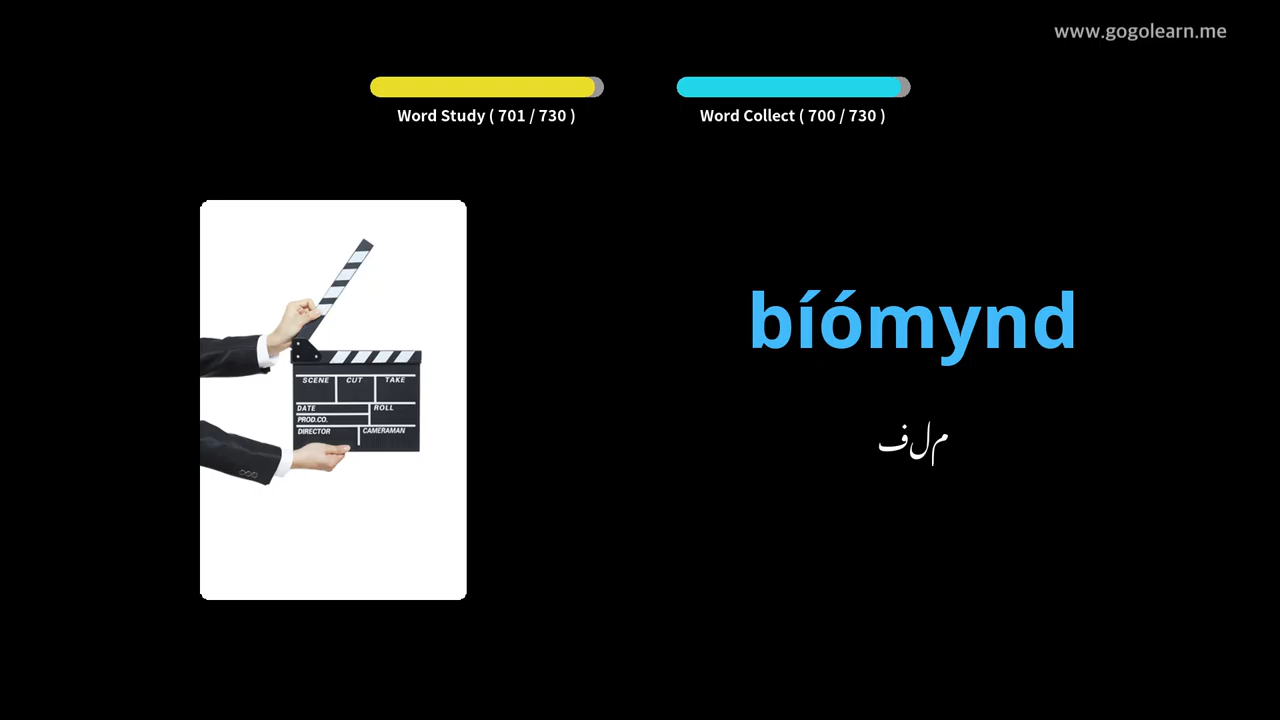 www.gogolearn.me
Word Study ( 701 / 730 )
Word Collect ( 700 / 730 )
SCENE CUT TAKE
DATE ROLL
PROD.CO.
DIRECTOR CAMERAMAN
bíómynd
ملف